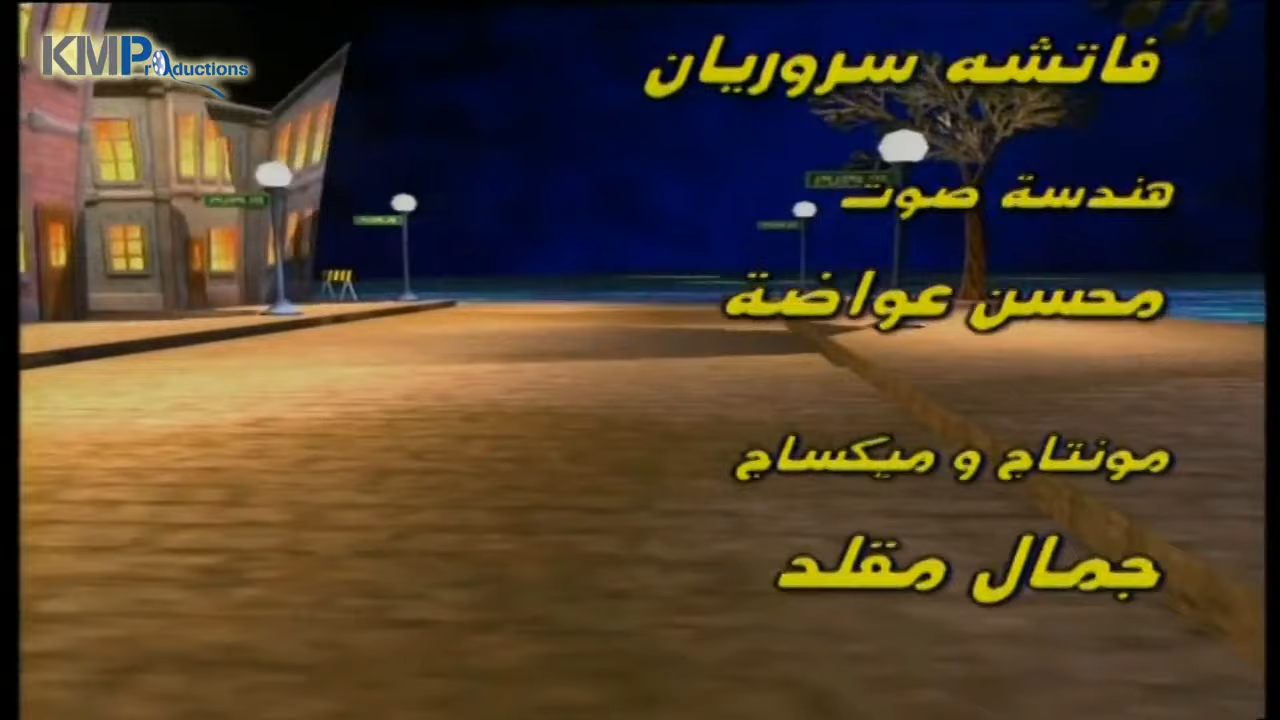 KMProductions
فاتشه سروريان
هندسة صوت
محسن عواضة
مونتاج و ميكساج
جمال مقلد